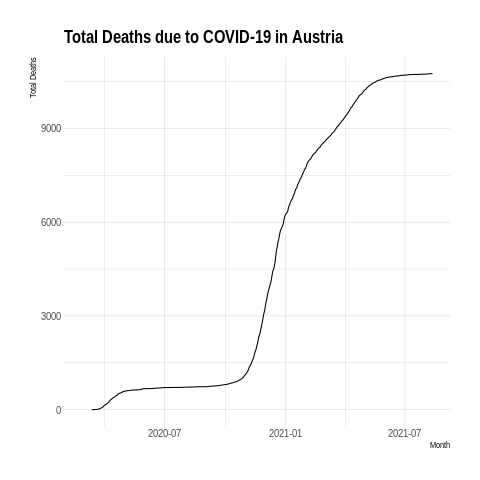 Total Deaths due to COVID-19 in Austria
Total Deaths
9000
6000
3000
0
2020-07
2021-01
2021-07
Month